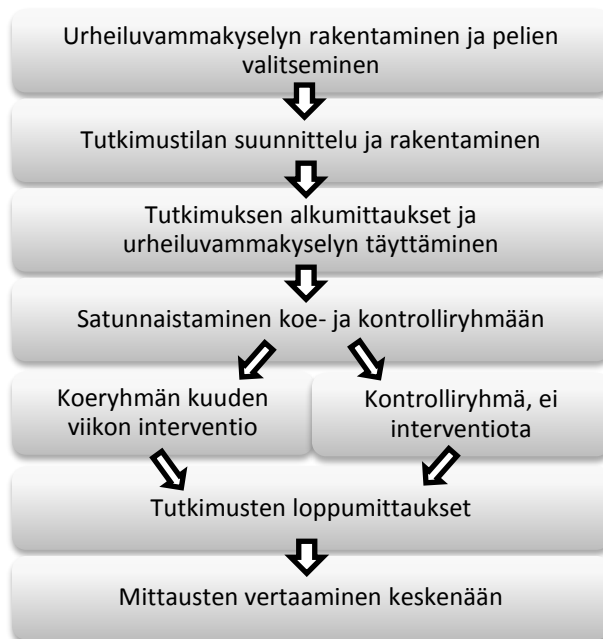 Urheiluvammakyselyn rakentaminen ja pelien
valitseminen
Tutkimustilan suunnittelu ja rakentaminen
Tutkimuksen alkumittaukset ja
urheiluvammakyselyn täyttäminen
Satunnaistaminen koe- ja kontrolliryhmään
Koeryhmän kuuden
viikon interventio
Kontrolliryhmä, ei
interventiota
Tutkimusten loppumittaukset
Mittausten vertaaminen keskenään